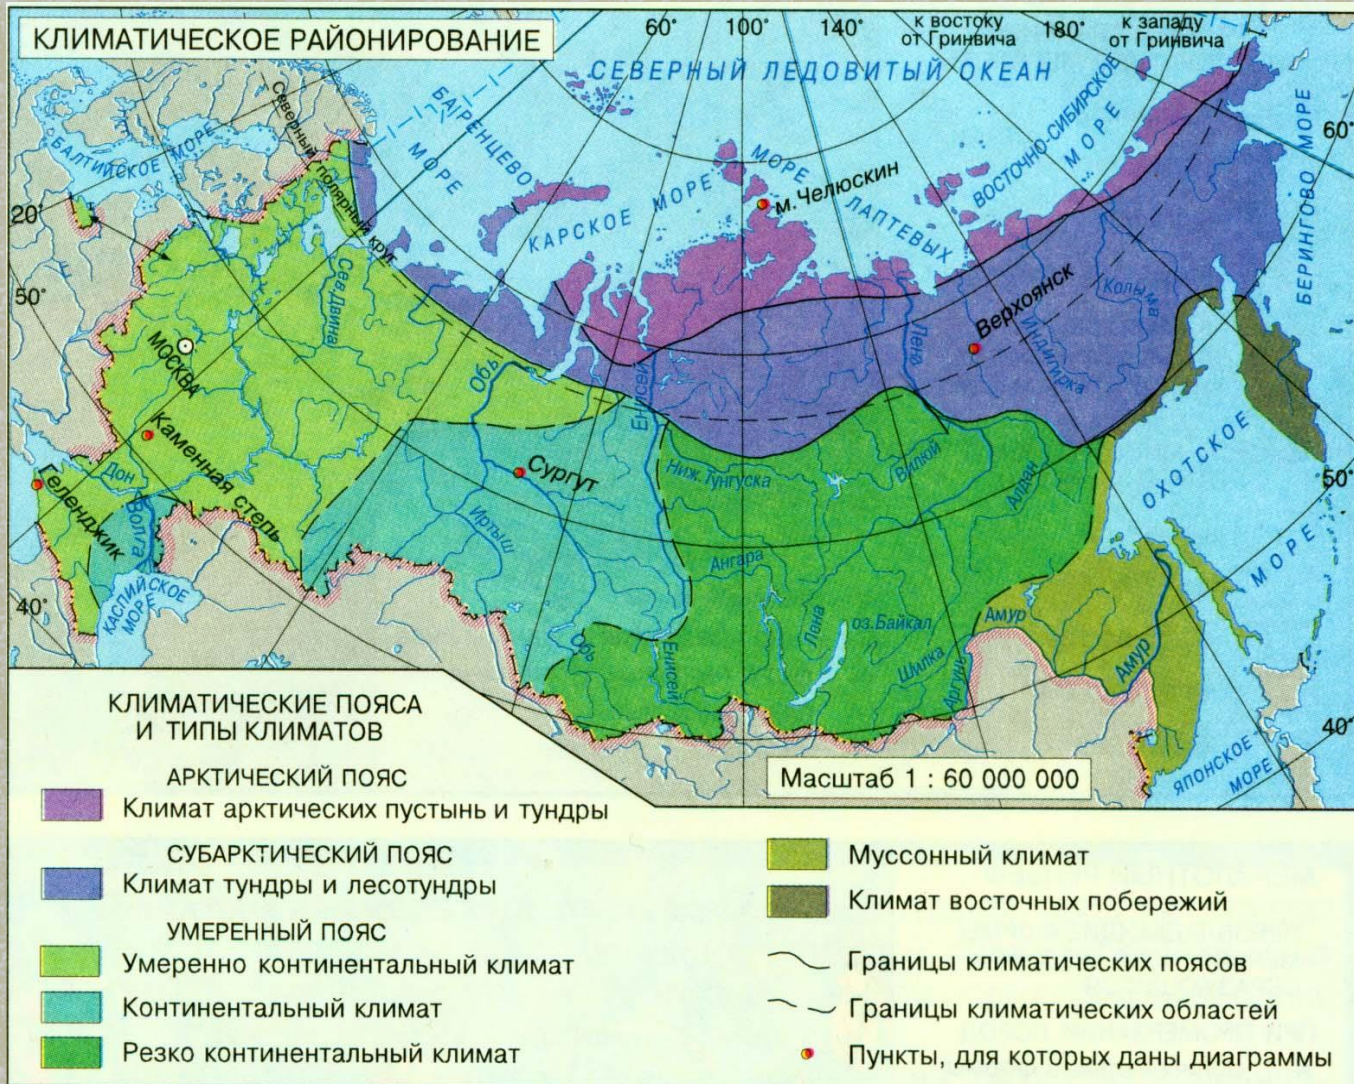 КЛИМАТИЧЕСКОЕ РАЙОНИРОВАНИЕ
60°
100°
140°
к востоку
от Гринвича
180°
к западу
от Гринвича
СЕВЕРНЫЙ ЛЕДОВИТЫЙ ОКЕАН
БАЛТИЙСКОЕ МОРЕ
Северный полярный круг
БАРЕНЦЕВО
МОРЕ
КАРСКОЕ МОРЕ
МОРЕ
ЛАПТЕВЫХ
м.Челюскин
ВОСТОЧНО-СИБИРСКОЕ
МОРЕ
БЕРИНГОВО МОРЕ
60°
20°
50°
40°
МОСКВА
Сев.Двина
Обь
Енисей
Лена
Верхоянск
Индигирка
Колыма
Каменная степь
Геленджик
Дон
Волга
КАСПИЙСКОЕ
МОРЕ
Сургут
Иртыш
Обь
Енисей
Ниж.Тунгуска
Вилюй
Алдан
Ангара
Лена
оз.Байкал
Шилка
Аргунь
Амур
Амур
ОХОТСКОЕ
МОРЕ
50°
40°
ЯПОНСКОЕ
МОРЕ
Масштаб 1 : 60 000 000
КЛИМАТИЧЕСКИЕ ПОЯСА
И ТИПЫ КЛИМАТОВ
АРКТИЧЕСКИЙ ПОЯС
Климат арктических пустынь и тундры
СУБАРКТИЧЕСКИЙ ПОЯС
Климат тундры и лесотундры
УМЕРЕННЫЙ ПОЯС
Умеренно континентальный климат
Континентальный климат
Резко континентальный климат
Муссонный климат
Климат восточных побережий
Границы климатических поясов
Границы климатических областей
Пункты, для которых даны диаграммы